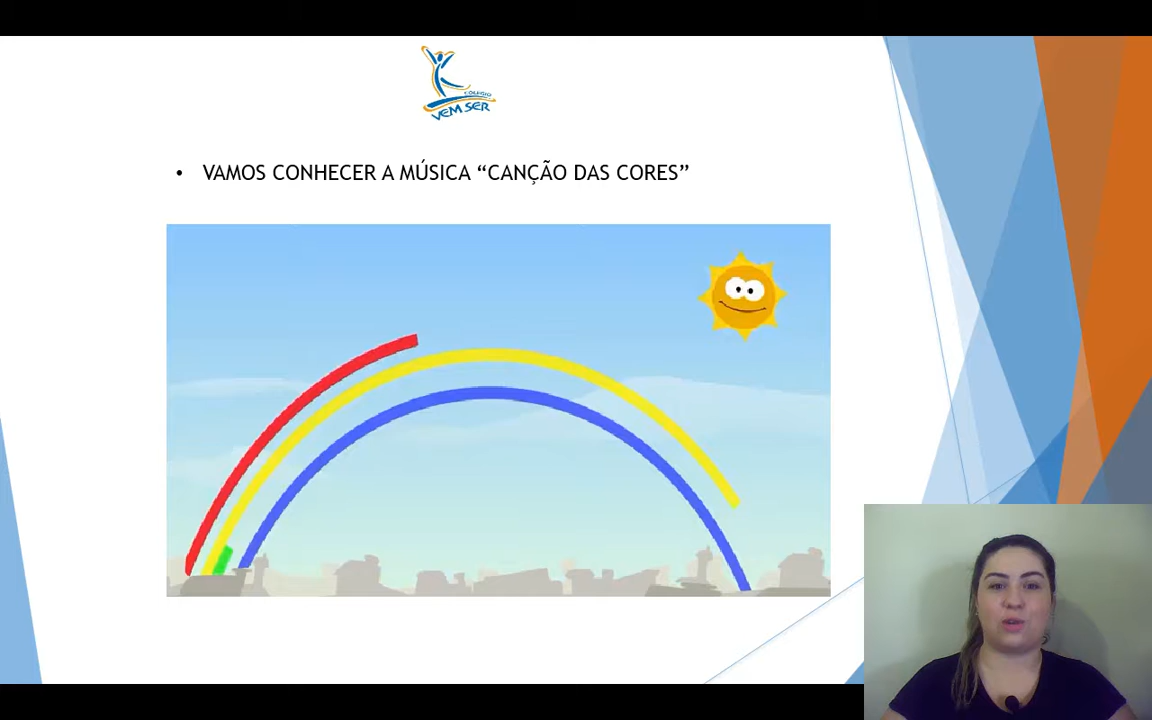 COLÉGIO
VEM SER
• VAMOS CONHECER A MÚSICA “CANÇÃO DAS CORES”